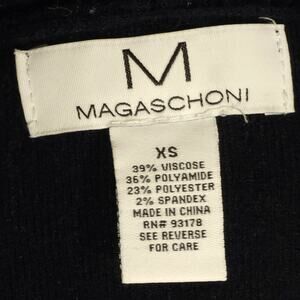 M
MAGASCHONI
XS
39% VISCOSE
36% POLYAMIDE
23% POLYESTER
2% SPANDEX
MADE IN CHINA
RN# 93178
SEE REVERSE
FOR CARE